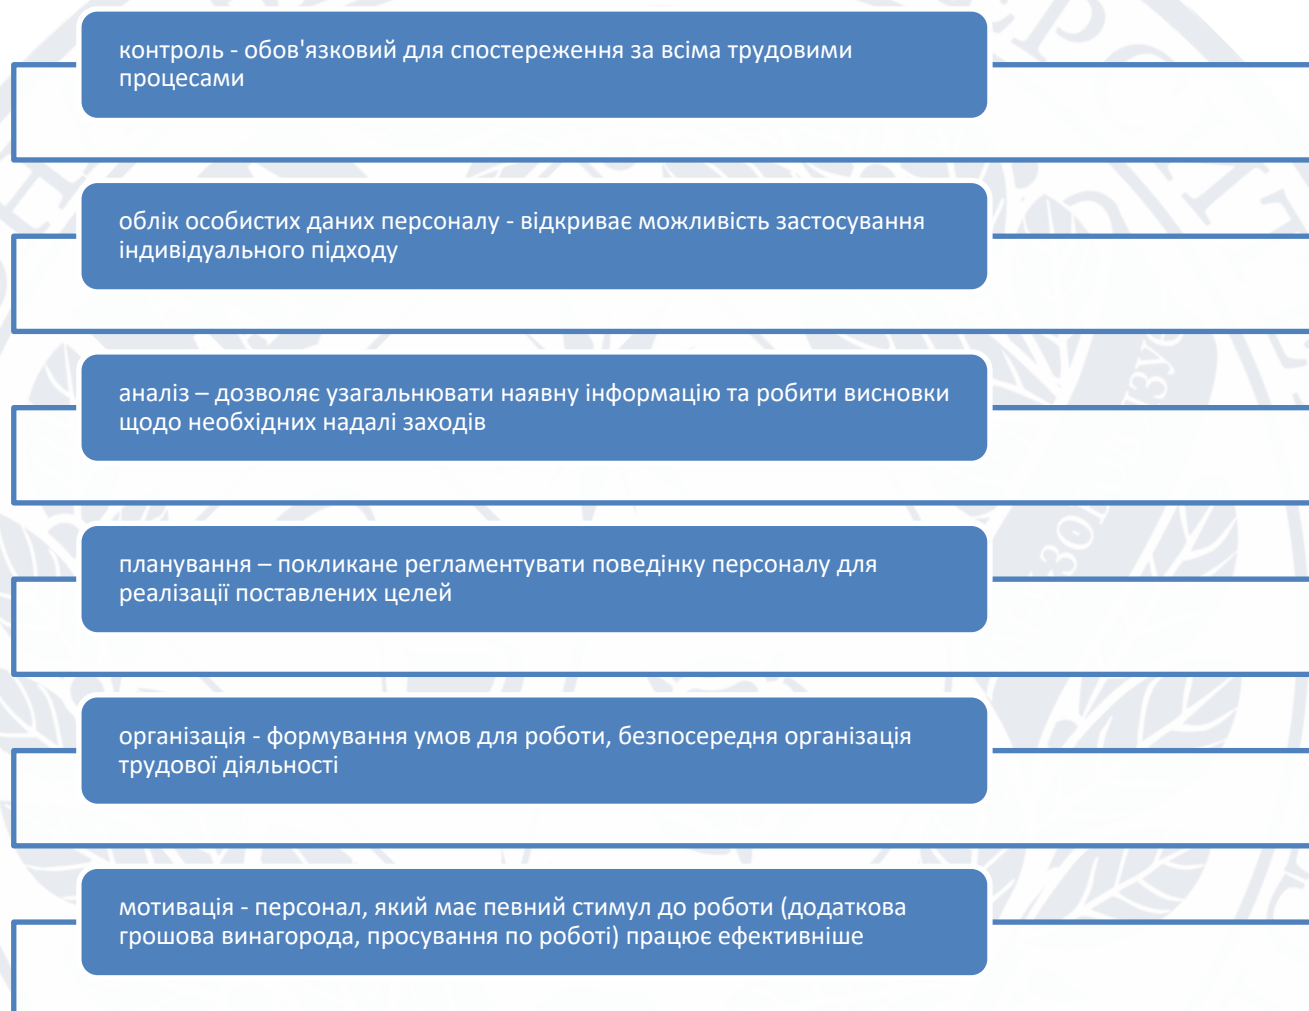 контроль - обов'язковий для спостереження за всіма трудовими
процесами
облік особистих даних персоналу - відкриває можливість застосування
індивідуального підходу
аналіз – дозволяє узагальнювати наявну інформацію та робити висновки
щодо необхідних надалі заходів
планування – покликане регламентувати поведінку персоналу для
реалізації поставлених целей
організація - формування умов для роботи, безпосередня організація
трудової діяльності
мотивація - персонал, який має певний стимул до роботи (додаткова
грошова винагорода, просування по роботі) працює ефективніше